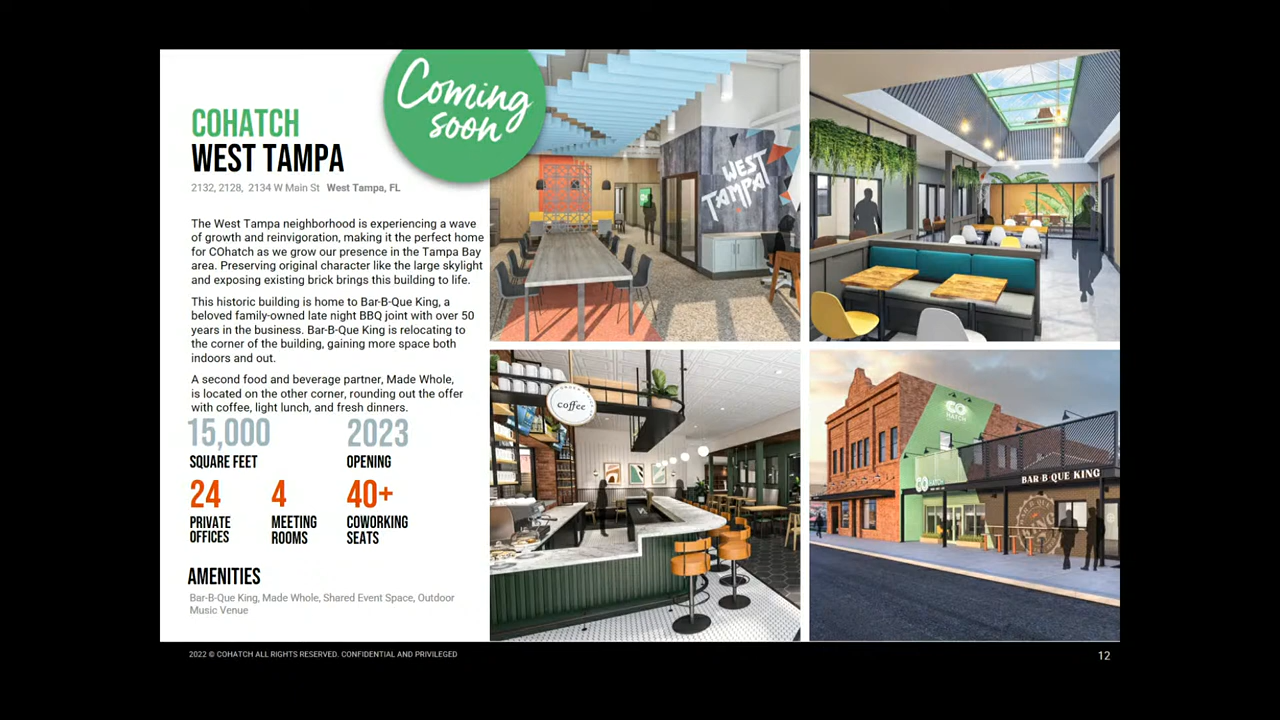 Coming
soon
COHATCH
WEST TAMPA
2132, 2128, 2134 W Main St West Tampa, FL
The West Tampa neighborhood is experiencing a wave
of growth and reinvigoration, making it the perfect home
for COhatch as we grow our presence in the Tampa Bay
area. Preserving original character like the large skylight
and exposing existing brick brings this building to life.
This historic building is home to Bar-B-Que King, a
beloved family-owned late night BBQ joint with over 50
years in the business. Bar-B-Que King is relocating to
the corner of the building, gaining more space both
indoors and out.
A second food and beverage partner, Made Whole,
is located on the other corner, rounding out the offer
with coffee, light lunch, and fresh dinners.
15,000
SQUARE FEET
2023
OPENING
24
PRIVATE
OFFICES
4
MEETING
ROOMS
40+
COWORKING
SEATS
AMENITIES
Bar-B-Que King, Made Whole, Shared Event Space, Outdoor
Music Venue
WEST
TAMPA
coffee
CO
HATCH
CO
BAR-B-QUE KING
2022 © COHATCH ALL RIGHTS RESERVED. CONFIDENTIAL AND PRIVILEGED
12